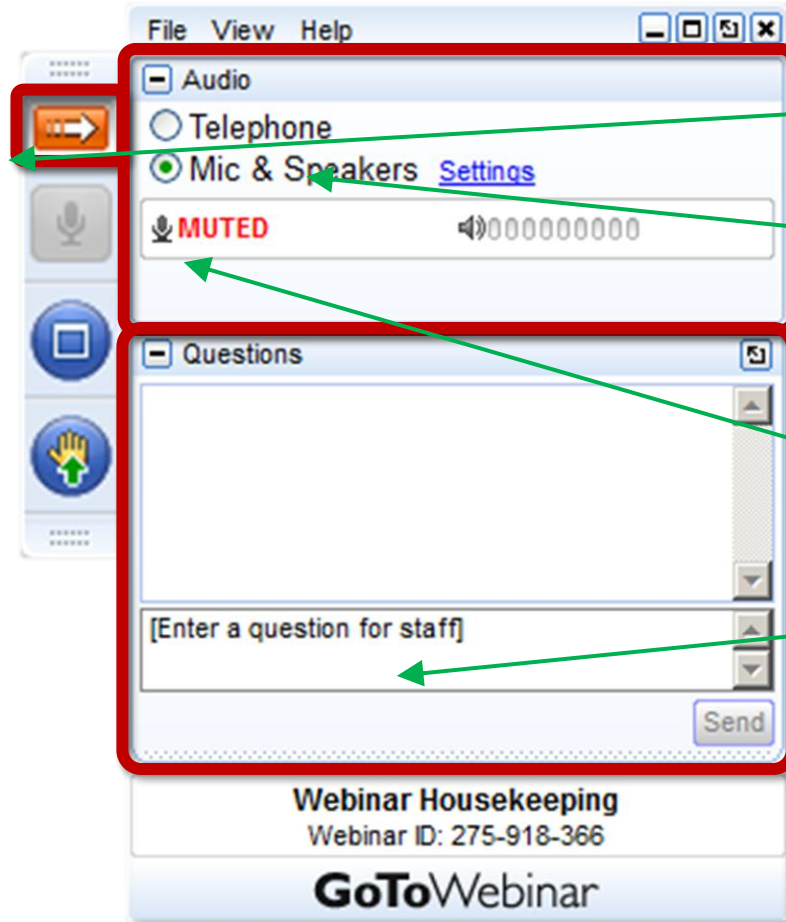 File View Help
Audio
Telephone
Mic & Speakers Settings
MUTED
Questions
[Enter a question for staff]
Send
Webinar Housekeeping
Webinar ID: 275-918-366
GoToWebinar